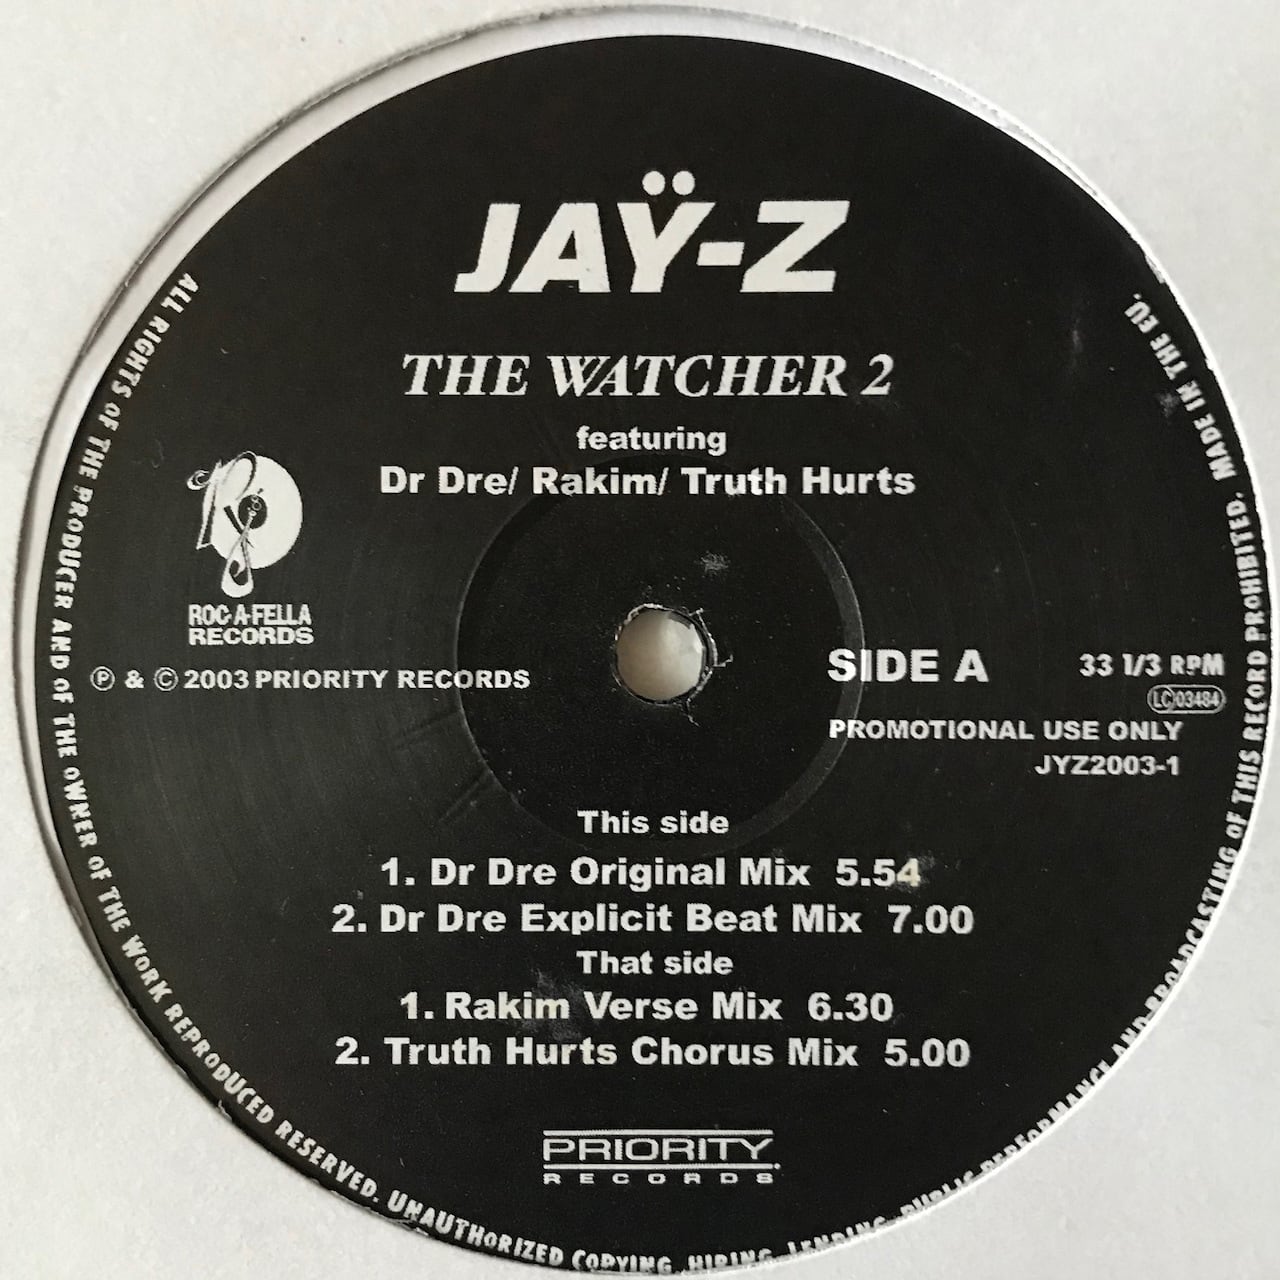 JAŸ-Z
THE WATCHER 2
featuring
Dr Dre/ Rakim/ Truth Hurts
ROC-A-FELLA
RECORDS
℗ & © 2003 PRIORITY RECORDS
SIDE A
33 1/3 RPM
LC 03484
PROMOTIONAL USE ONLY
JYZ2003-1
This side
1. Dr Dre Original Mix 5.54
2. Dr Dre Explicit Beat Mix 7.00
That side
1. Rakim Verse Mix 6.30
2. Truth Hurts Chorus Mix 5.00
PRIORITY
RECORDS
ALL RIGHTS OF THE PRODUCER AND OF THE OWNER OF THE WORK REPRODUCED RESERVED. UNAUTHORIZED COPYING, HIRING, LENDING, PUBLIC PERFORMANCE AND BROADCASTING OF THIS RECORD PROHIBITED. MADE IN THE EU.